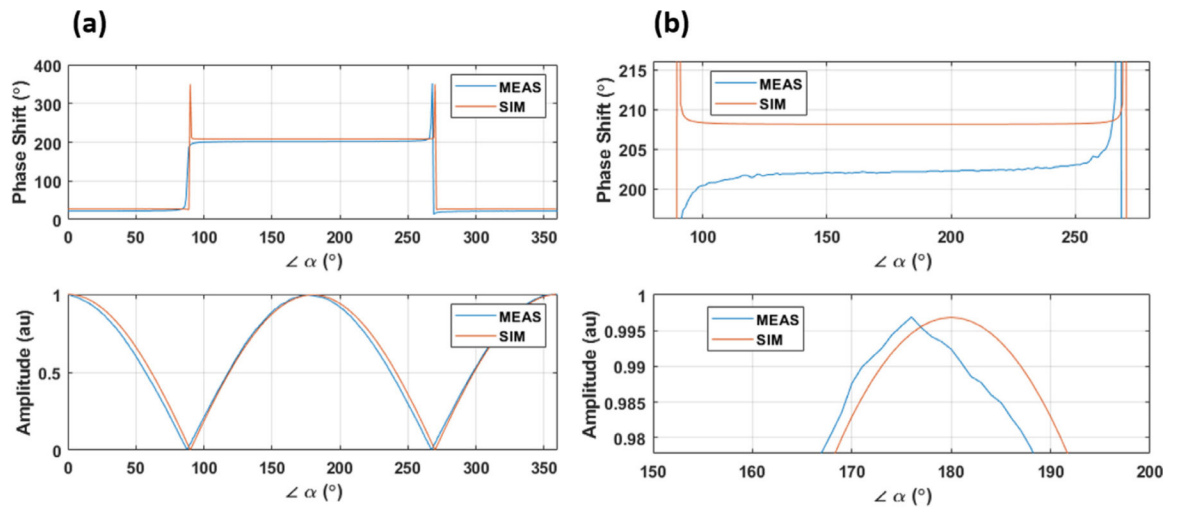 (a)
Phase Shift (°)
400
300
200
100
0
MEAS
SIM
0 50 100 150 200 250 300 350
∠ α (°)
Amplitude (au)
1
0.5
0
MEAS
SIM
0 50 100 150 200 250 300 350
∠ α (°)
(b)
Phase Shift (°)
215
210
205
200
MEAS
SIM
100 150 200 250
∠ α (°)
Amplitude (au)
1
0.995
0.99
0.985
0.98
MEAS
SIM
150 160 170 180 190 200
∠ α (°)